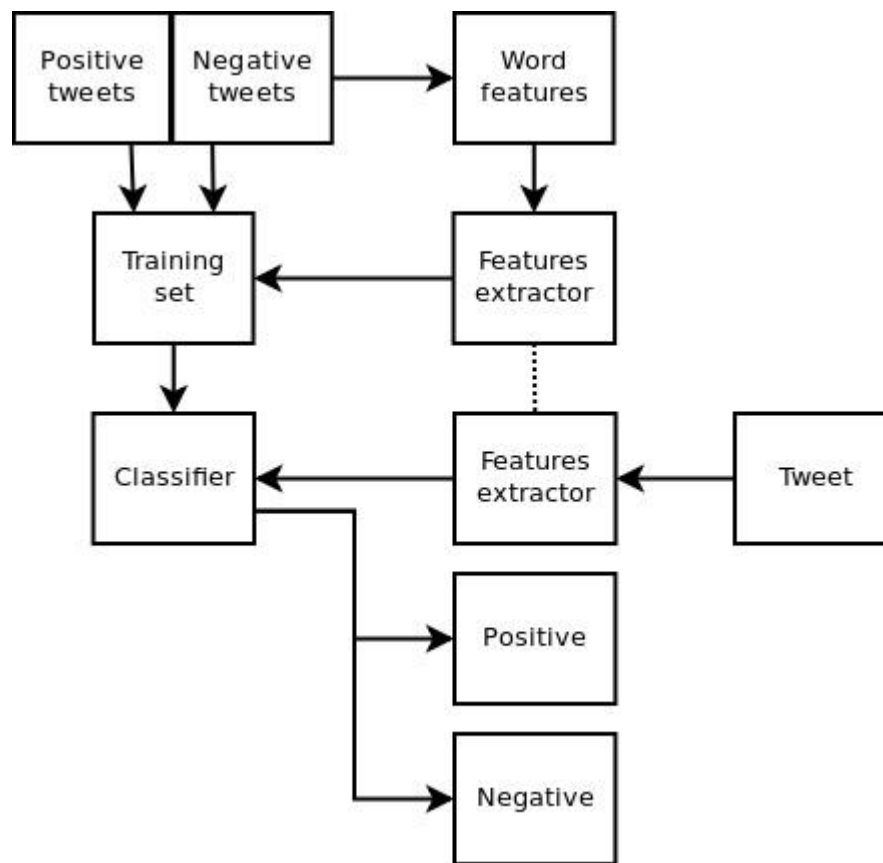 Positive
tweets
Negative
tweets
Word
features
Training
set
Features
extractor
Classifier
Features
extractor
Tweet
Positive
Negative